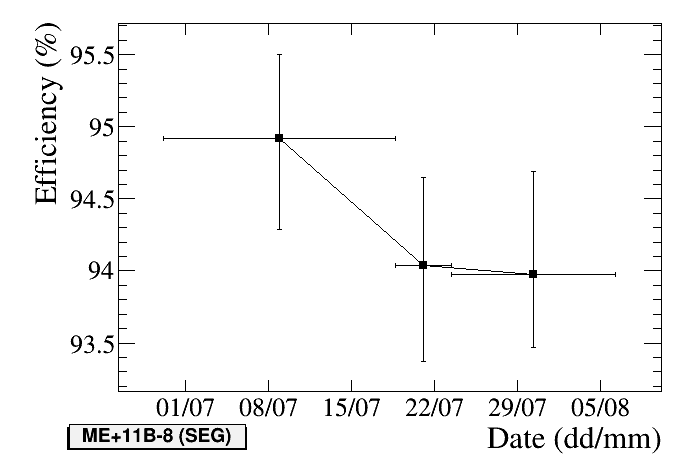 Efficiency (%)
95.5
95
94.5
94
93.5
01/07 08/07 15/07 22/07 29/07 05/08
ME+11B-8 (SEG)
Date (dd/mm)